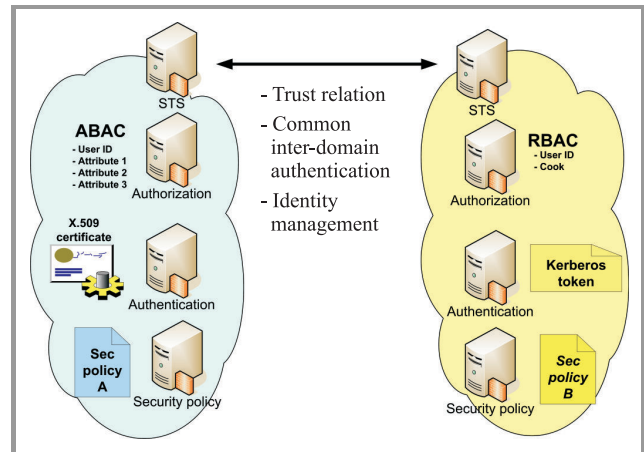 STS
ABAC
- User ID
- Attribute 1
- Attribute 2
- Attribute 3
Authorization
X.509
certificate
Authentication
Sec
policy
A
Security policy
- Trust relation
- Common
inter-domain
authentication
- Identity
management
STS
RBAC
- User ID
- Cook
Authorization
Authentication
Kerberos
token
Security policy
Sec
policy
B